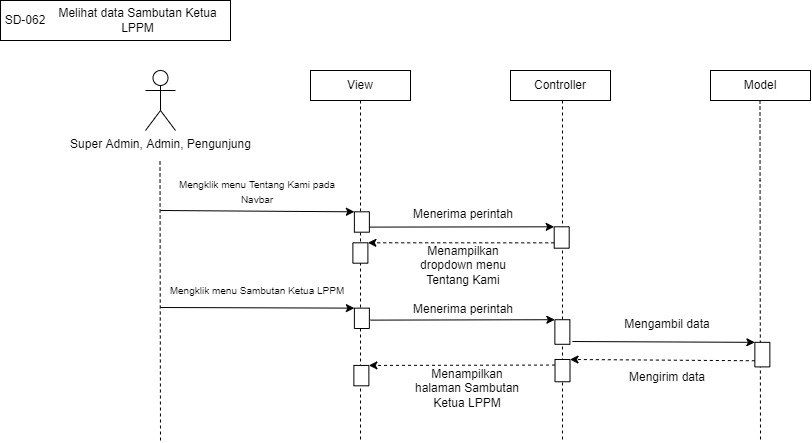 SD-062
Melihat data Sambutan Ketua
LPPM
View
Controller
Model
Super Admin, Admin, Pengunjung
Mengklik menu Tentang Kami pada
Navbar
Menerima perintah
Menampilkan
dropdown menu
Tentang Kami
Mengklik menu Sambutan Ketua LPPM
Menerima perintah
Mengambil data
Mengirim data
Menampilkan
halaman Sambutan
Ketua LPPM